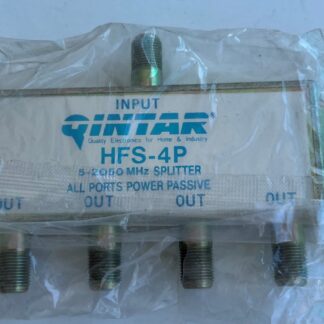 INPUT
QINTAR
Quality Electronics for Home & Industry
HFS-4P
5-2050 MHz SPLITTER
ALL PORTS POWER PASSIVE
OUT OUT OUT OUT